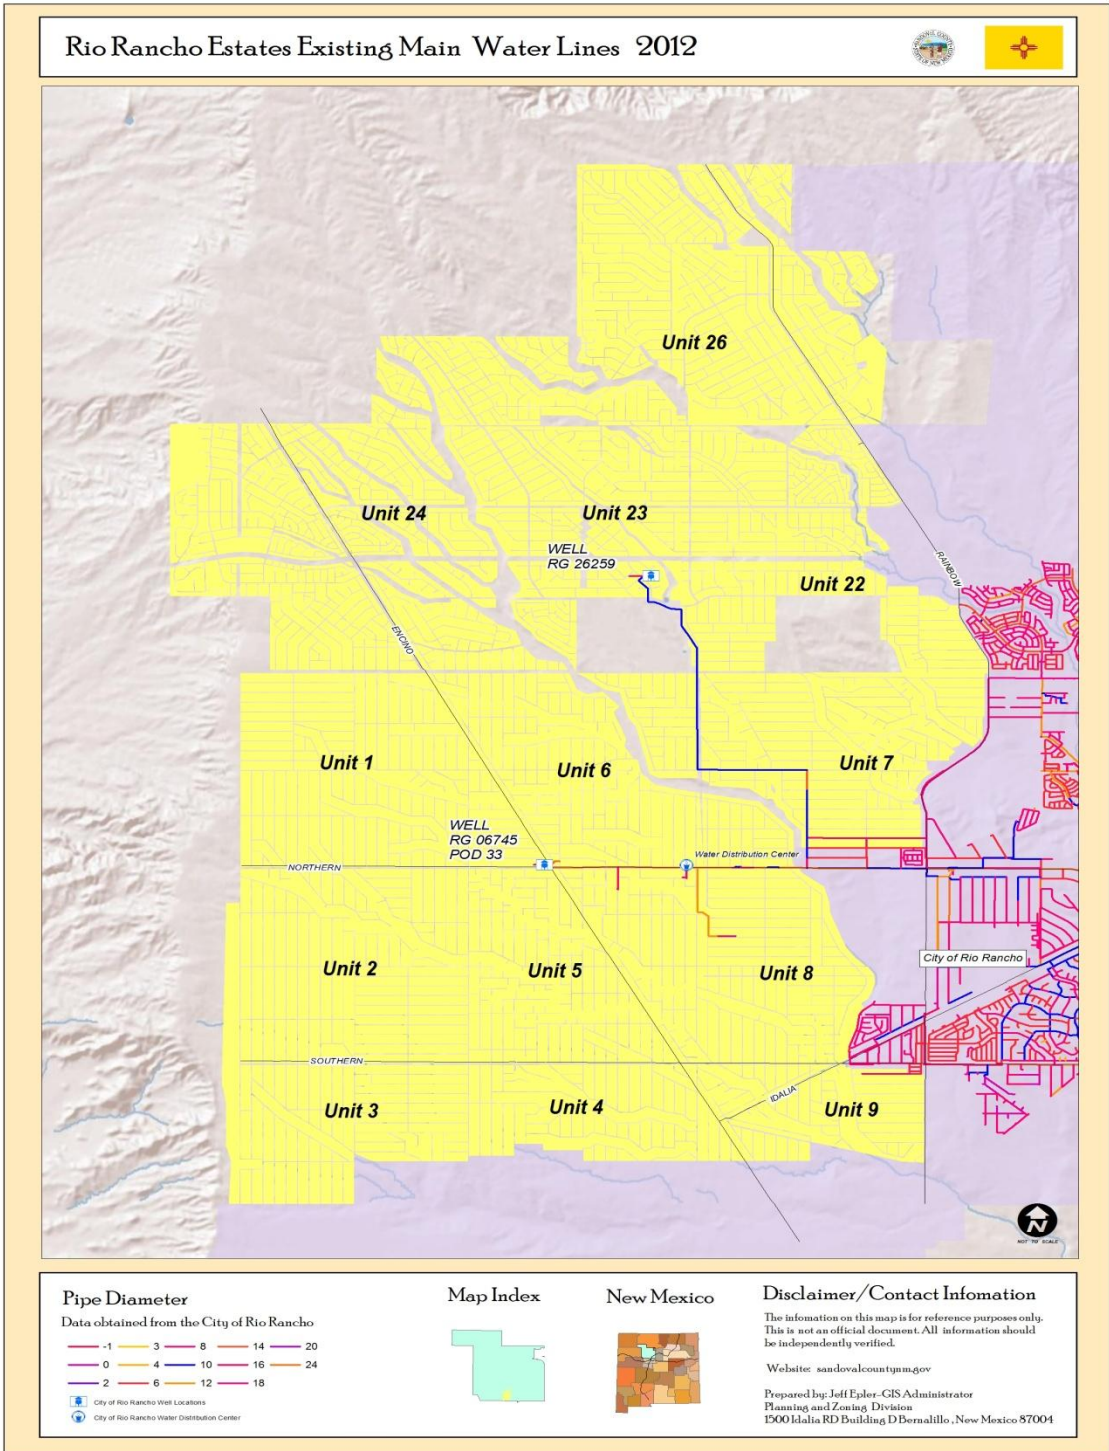 Rio Rancho Estates Existing Main Water Lines 2012
Unit 26
Unit 24
Unit 23
WELL
RG 26259
Unit 22
RAINBOW
ENCINO
Unit 1
Unit 6
Unit 7
WELL
RG 06745
POD 33
Water Distribution Center
NORTHERN
City of Rio Rancho
Unit 2
Unit 5
Unit 8
SOUTHERN
IDALIA
Unit 3
Unit 4
Unit 9
N
NOT TO SCALE
Pipe Diameter
Data obtained from the City of Rio Rancho
-1 3 8 14 20
0 4 10 16 24
2 6 12 18
City of Rio Rancho Well Locations
City of Rio Rancho Water Distribution Center
Map Index
New Mexico
Disclaimer/Contact Infomation
The infomation on this map is for reference purposes only.
This is not an official document. All information should
be independently verified.
Website: sandovalcountynm.gov
Prepared by: Jeff Epler-GIS Administrator
Planning and Zoning Division
1500 Idalia RD Building D Bernalillo, New Mexico 87004